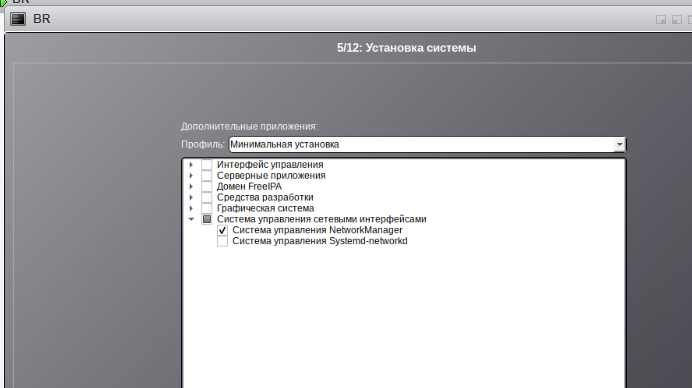 BR
BR
5/12: Установка системы
Дополнительные приложения:
Профиль: Минимальная установка
Интерфейс управления
Серверные приложения
Домен FreeIPA
Средства разработки
Графическая система
Система управления сетевыми интерфейсами
Система управления NetworkManager
Система управления Systemd-networkd